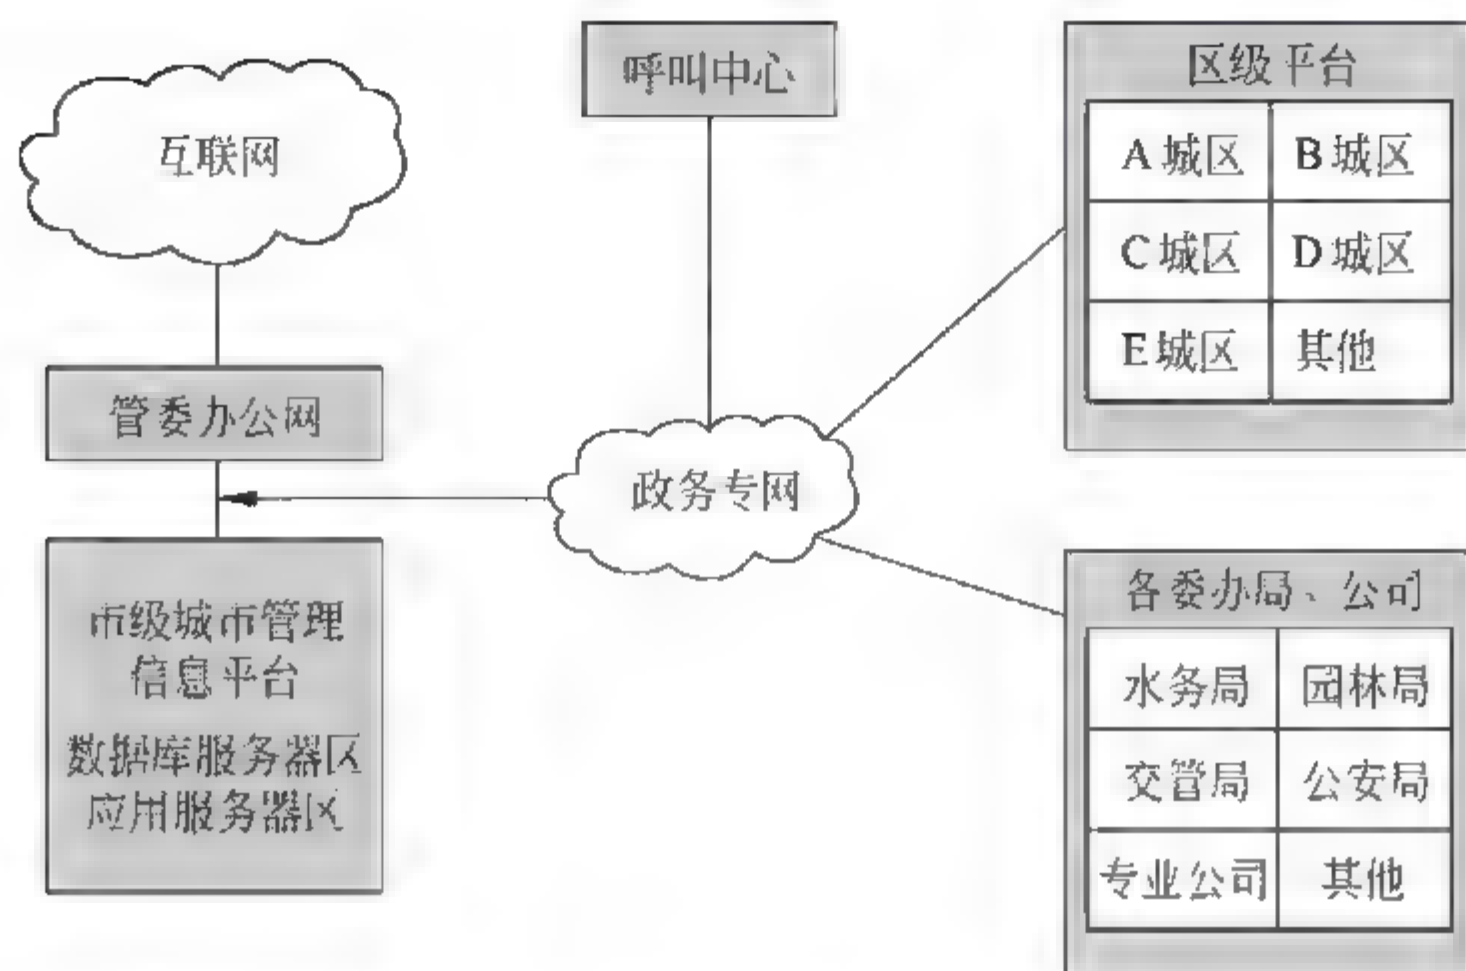 互联网
呼叫中心
管委办公网
政务专网
市级城市管理
信息平台
数据库服务器区
应用服务器区
区级平台
A城区
B城区
C城区
D城区
E城区
其他
各委办局、公司
水务局
园林局
交管局
公安局
专业公司
其他